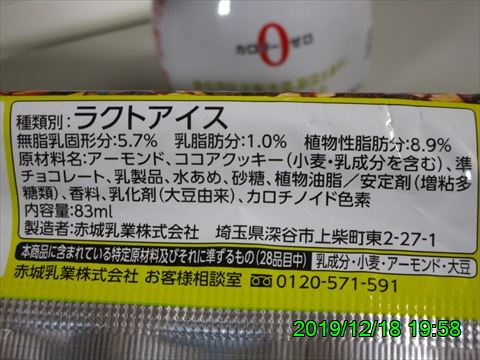 カロリーゼロ
0
種類別:ラクトアイス
無脂乳固形分:5.7% 乳脂肪分:1.0% 植物性脂肪分:8.9%
原材料名:アーモンド、ココアクッキー(小麦・乳成分を含む)、準
チョコレート、乳製品、水あめ、砂糖、植物油脂/安定剤(増粘多
糖類)、香料、乳化剤(大豆由来)、カロチノイド色素
内容量:83ml
製造者:赤城乳業株式会社 埼玉県深谷市上柴町東2-27-1
本商品に含まれている特定原材料及びそれに準ずるもの(28品目中) 乳成分・小麦・アーモンド・大豆
赤城乳業株式会社 お客様相談室 0120-571-591
2019/12/18 19:58